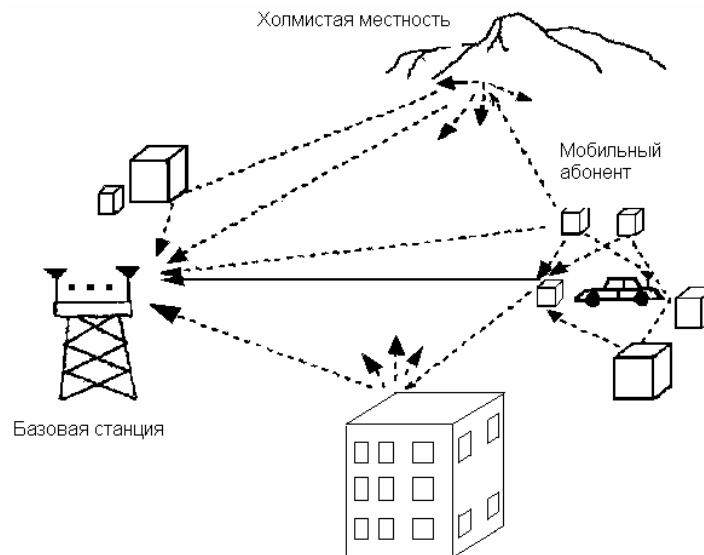 Холмистая местность
Мобильный
абонент
Базовая станция